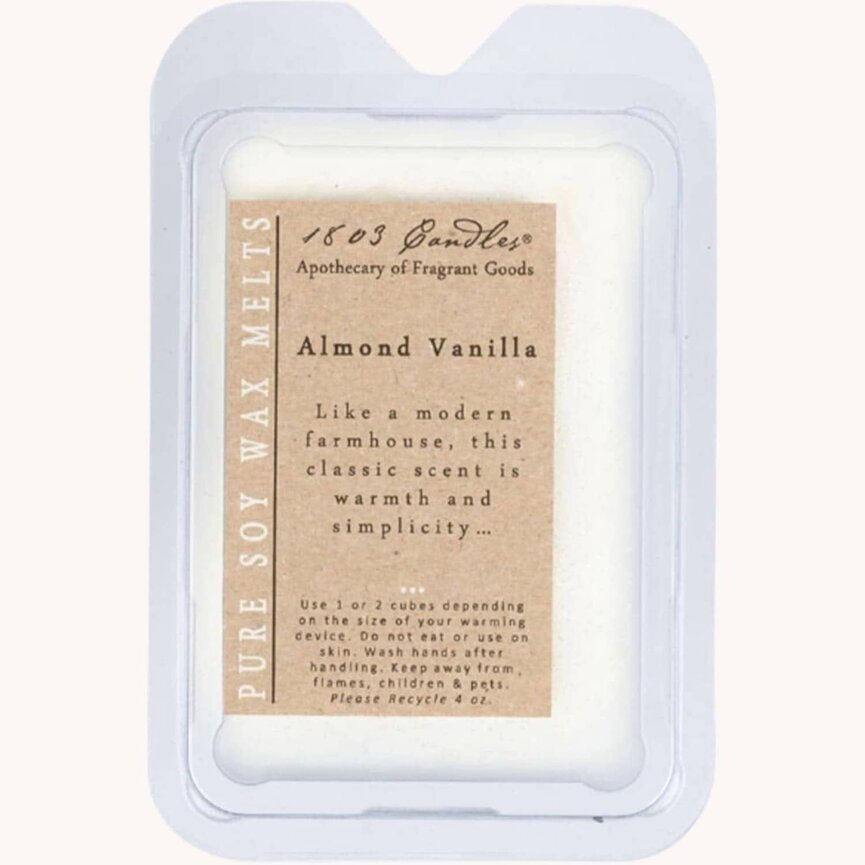 PURE SOY WAX MELTS
1803 Candles®
Apothecary of Fragrant Goods
Almond Vanilla
Like a modern
farmhouse, this
classic scent is
warmth and
simplicity...
Use 1 or 2 cubes depending
on the size of your warming
device. Do not eat or use on
skin. Wash hands after
handling. Keep away from
flames, children & pets.
Please Recycle 4 oz.